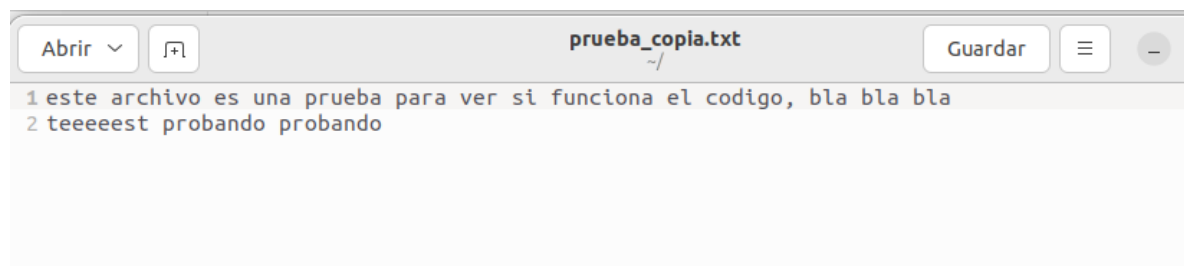 Abrir
prueba_copia.txt
~/
Guardar
1 este archivo es una prueba para ver si funciona el codigo, bla bla bla
2 teeeeest probando probando